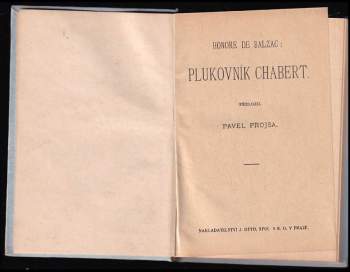 HONORÉ DE BALZAC:
PLUKOVNÍK CHABERT.
PŘELOŽIL
PAVEL PROJSA.
NAKLADATELSTVÍ J. OTTO, SPOL. S R. O. V PRAZE.